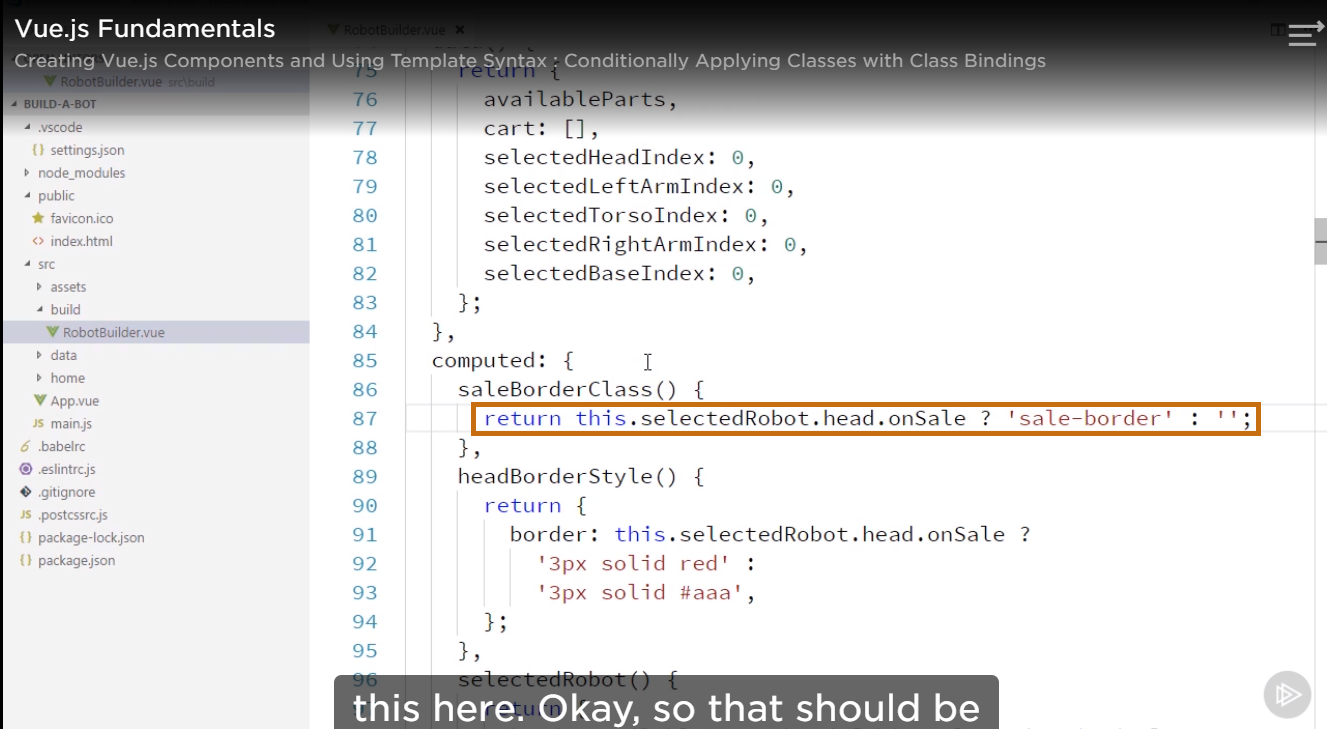 Vue.js Fundamentals
RobotBuilder.vue ×
Creating Vue.js Components and Using Template Syntax : Conditionally Applying Classes with Class Bindings
75 return {
RobotBuilder.vue src\build
BUILD-A-BOT
.vscode
{} settings.json
node_modules
public
favicon.ico
<> index.html
src
assets
build
RobotBuilder.vue
data
home
App.vue
JS main.js
.babelrc
.eslintrc.js
.gitignore
JS .postcssrc.js
{} package-lock.json
{} package.json
76 availableParts,
77 cart: [],
78 selectedHeadIndex: 0,
79 selectedLeftArmIndex: 0,
80 selectedTorsoIndex: 0,
81 selectedRightArmIndex: 0,
82 selectedBaseIndex: 0,
83 };
84 },
85 computed: {
86 saleBorderClass() {
87 return this.selectedRobot.head.onSale ? 'sale-border' : '';
88 },
89 headBorderStyle() {
90 return {
91 border: this.selectedRobot.head.onSale ?
92 '3px solid red' :
93 '3px solid #aaa',
94 };
95 },
96 selectedRobot() {
return {
this here. Okay, so that should be